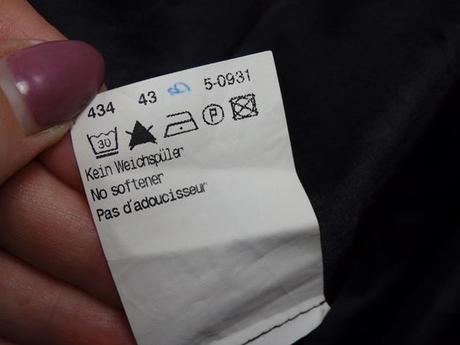 434 43 5-0931
30 P
Kein Weichspüler
No softener
Pas d'adoucisseur